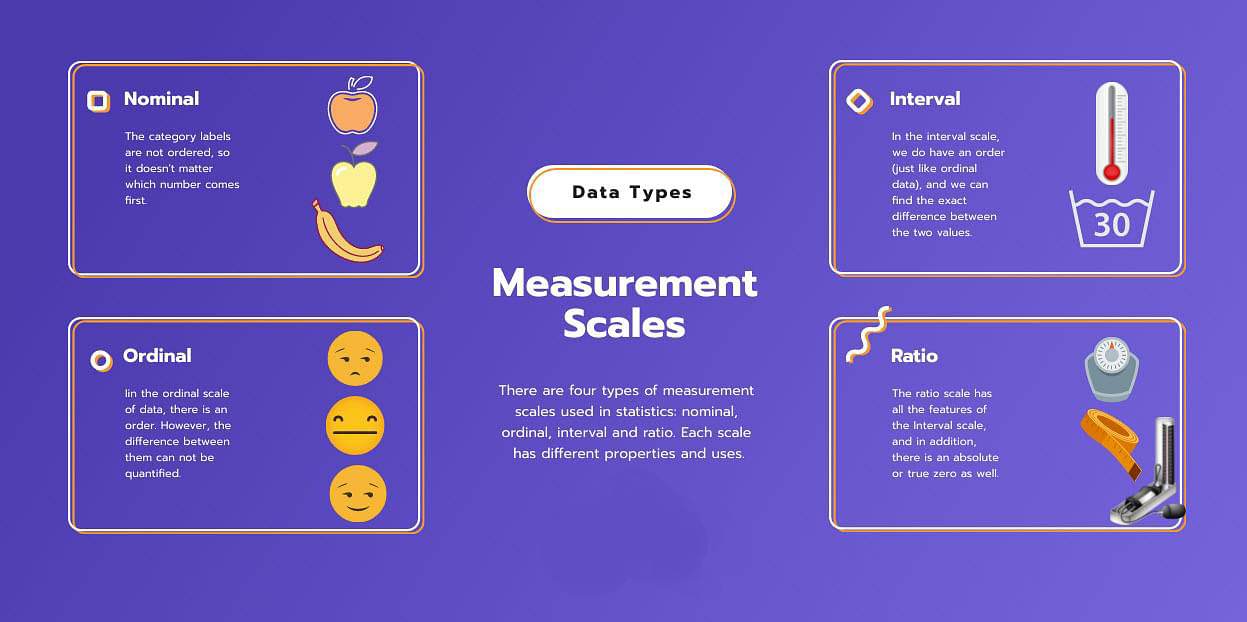 Nominal
The category labels
are not ordered, so
it doesn't matter
which number comes
first.
Ordinal
Iin the ordinal scale
of data, there is an
order. However, the
difference between
them can not be
quantified.
Data Types
Measurement
Scales
There are four types of measurement
scales used in statistics: nominal,
ordinal, interval and ratio. Each scale
has different properties and uses.
Interval
In the interval scale,
we do have an order
(just like ordinal
data), and we can
find the exact
difference between
the two values.
30
Ratio
The ratio scale has
all the features of
the Interval scale,
and in addition,
there is an absolute
or true zero as well.